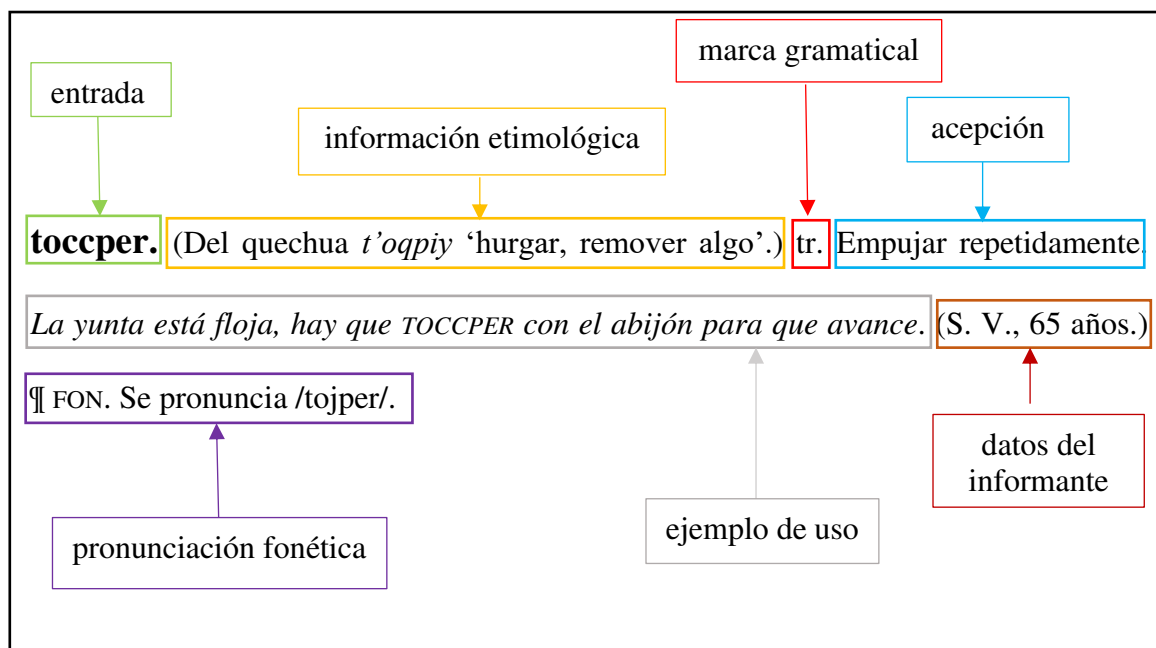 marca gramatical
entrada
información etimológica
acepción
toccper. (Del quechua t’oqpiy ‘hurgar, remover algo’.) tr. Empujar repetidamente.
La yunta está floja, hay que TOCCPER con el abijón para que avance. (S. V., 65 años.)
¶ FON. Se pronuncia /tojper/.
datos del
informante
ejemplo de uso
pronunciación fonética